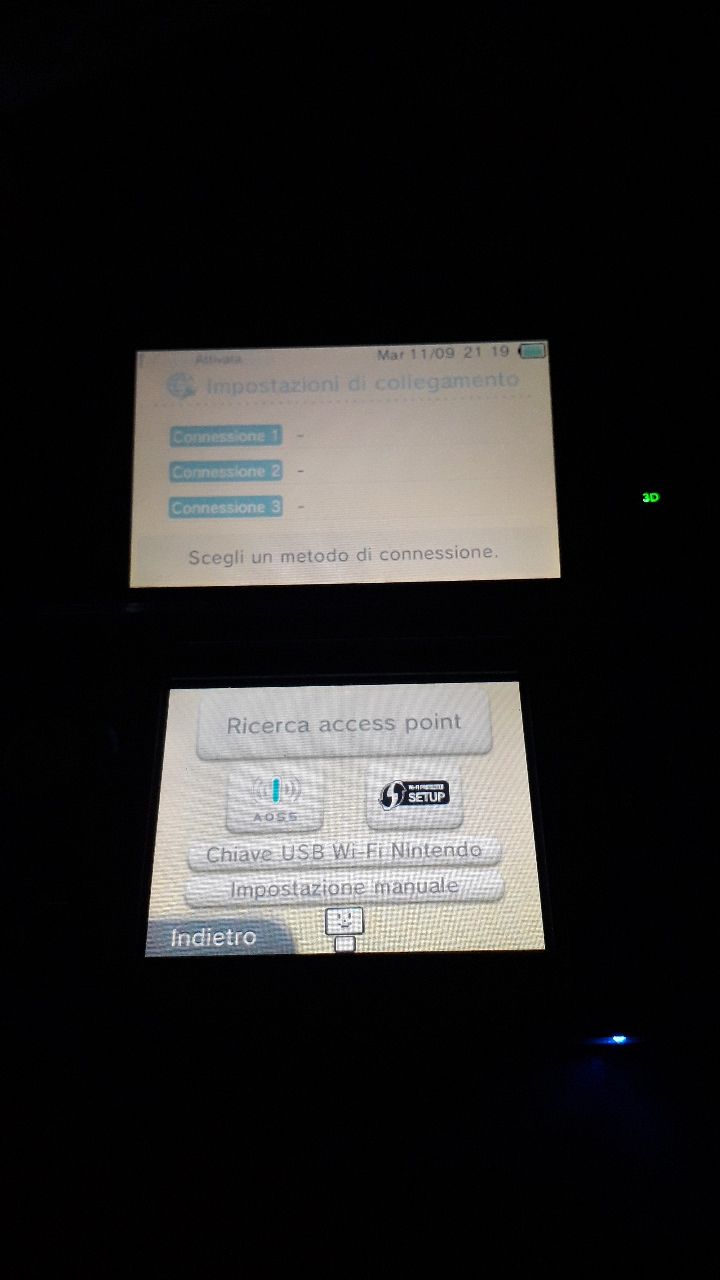 Attivata
Mar 11/09 21 19
Impostazioni di collegamento
Connessione 1 -
Connessione 2 -
Connessione 3 -
Scegli un metodo di connessione.
3D
Ricerca access point
AOSS
WI-FI PROTECTED
SETUP
Chiave USB Wi-Fi Nintendo
Impostazione manuale
Indietro